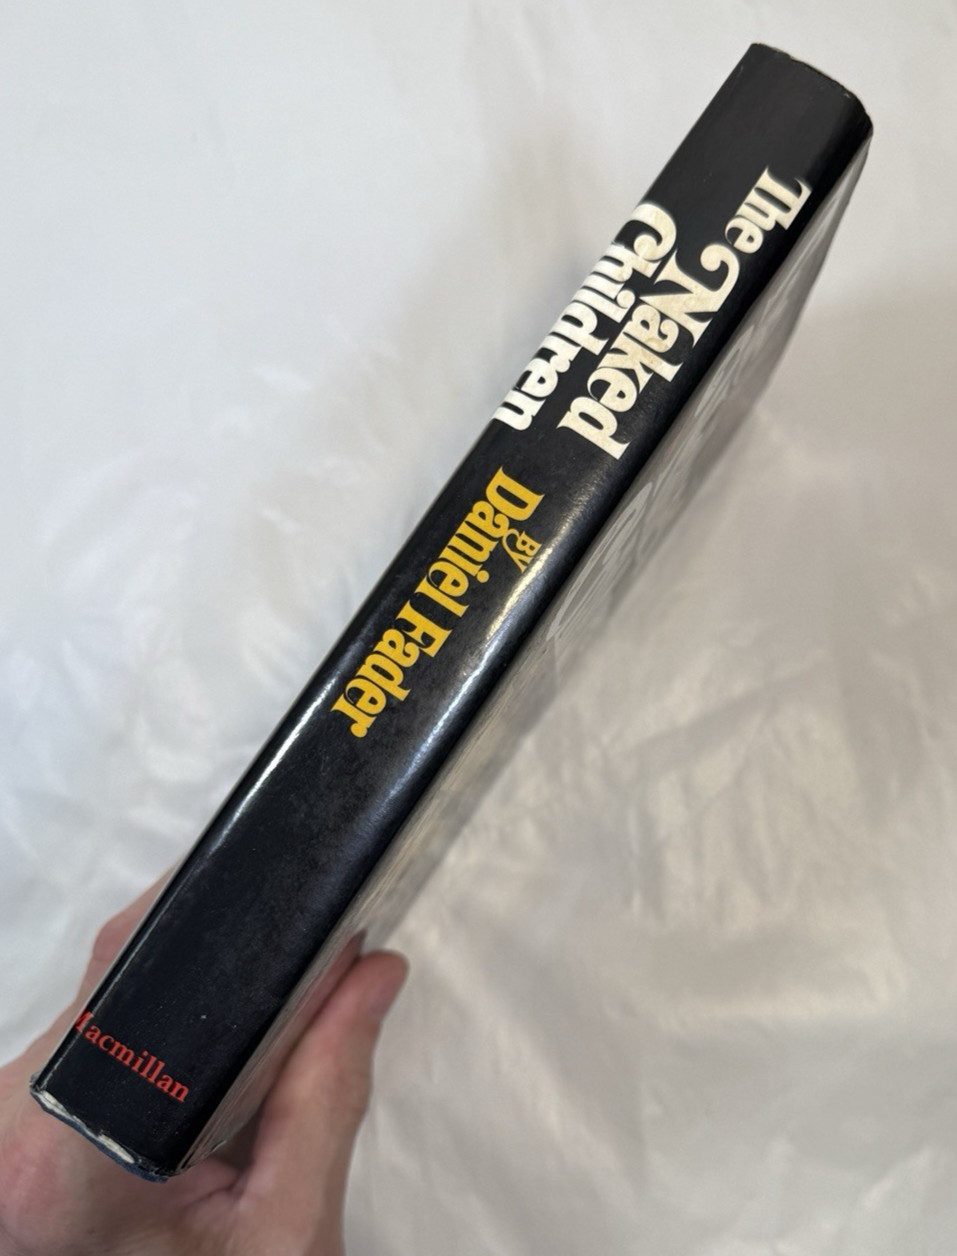 The Naked
Children
BY
Daniel Fader
Macmillan